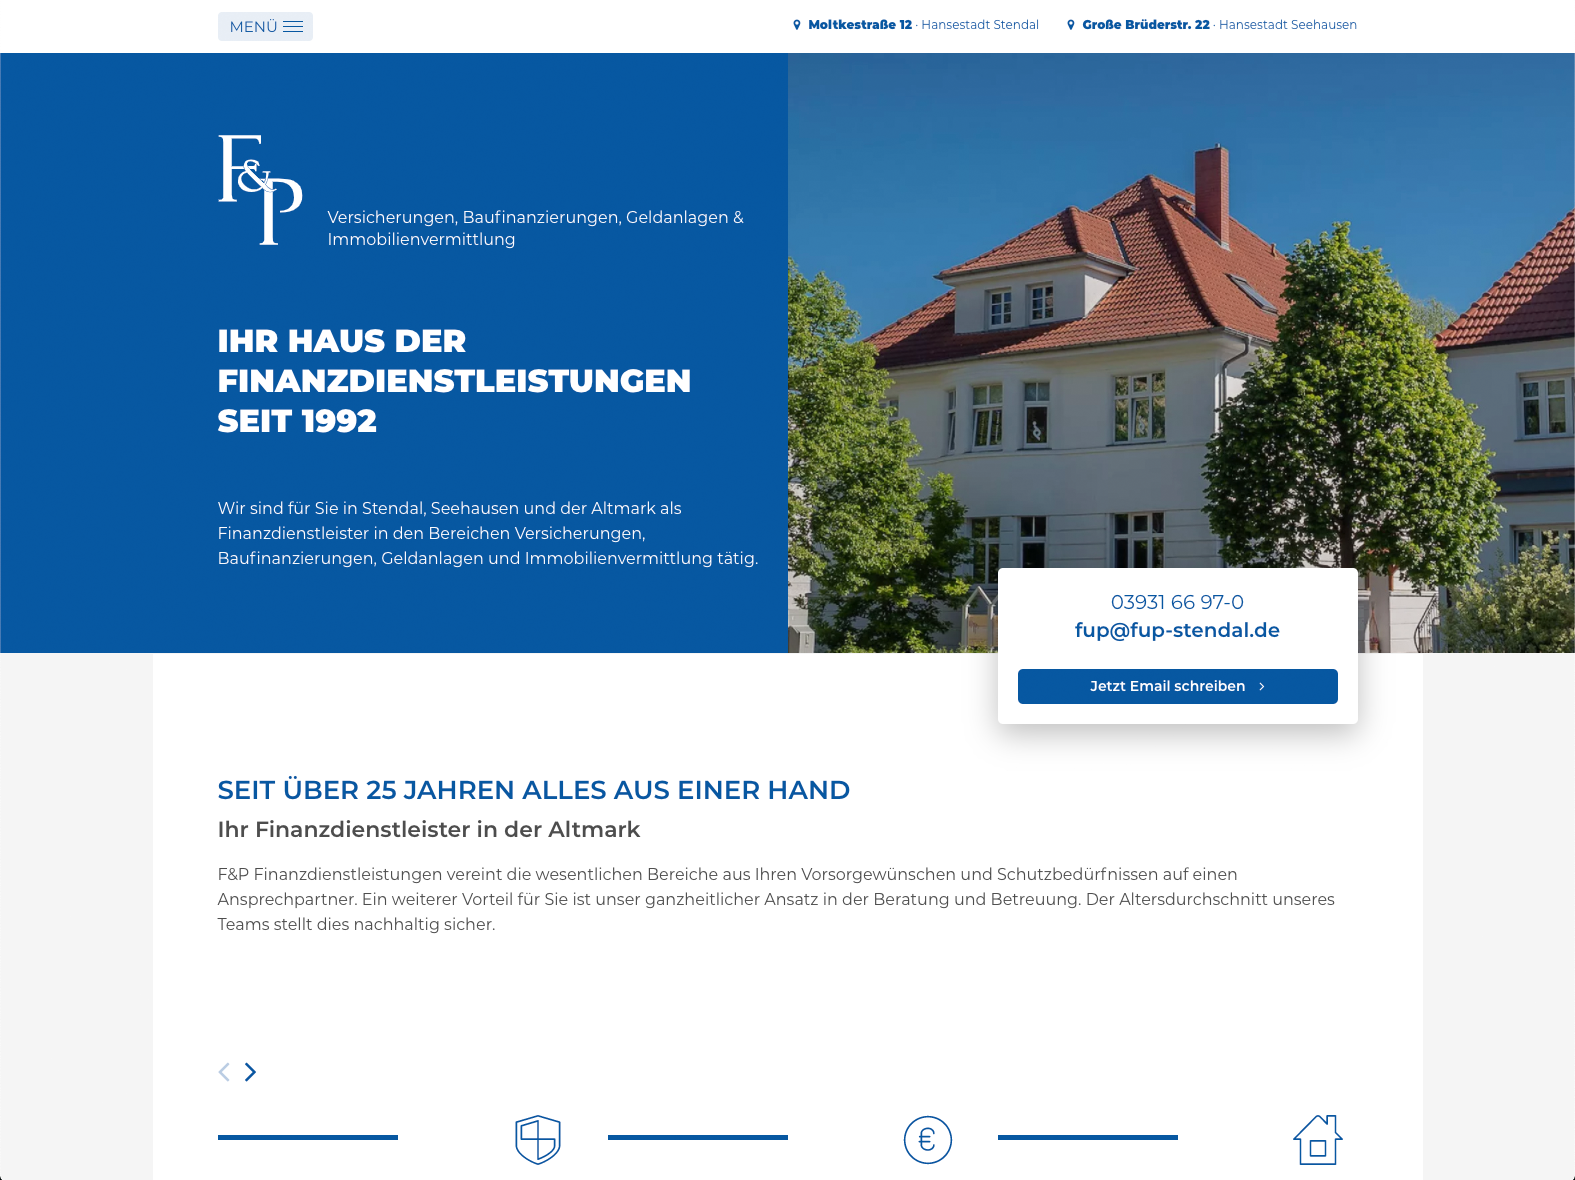 MENÜ
Moltkestraße 12 · Hansestadt Stendal
Große Brüderstr. 22 · Hansestadt Seehausen
F&P
Versicherungen, Baufinanzierungen, Geldanlagen &
Immobilienvermittlung
IHR HAUS DER
FINANZDIENSTLEISTUNGEN
SEIT 1992
Wir sind für Sie in Stendal, Seehausen und der Altmark als
Finanzdienstleister in den Bereichen Versicherungen,
Baufinanzierungen, Geldanlagen und Immobilienvermittlung tätig.
03931 66 97-0
fup@fup-stendal.de
Jetzt Email schreiben
SEIT ÜBER 25 JAHREN ALLES AUS EINER HAND
Ihr Finanzdienstleister in der Altmark
F&P Finanzdienstleistungen vereint die wesentlichen Bereiche aus Ihren Vorsorgewünschen und Schutzbedürfnissen auf einen
Ansprechpartner. Ein weiterer Vorteil für Sie ist unser ganzheitlicher Ansatz in der Beratung und Betreuung. Der Altersdurchschnitt unseres
Teams stellt dies nachhaltig sicher.
€